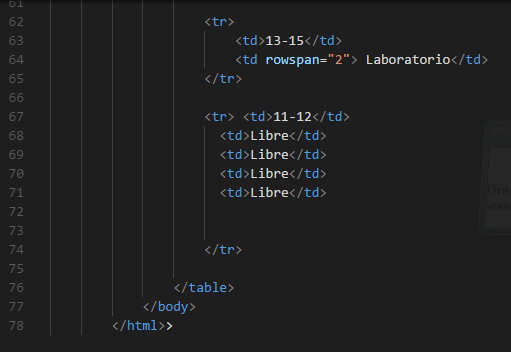 61
62 <tr>
63 <td>13-15</td>
64 <td rowspan="2"> Laboratorio</td>
65 </tr>
66
67 <tr> <td>11-12</td>
68 <td>Libre</td>
69 <td>Libre</td>
70 <td>Libre</td>
71 <td>Libre</td>
72
73
74 </tr>
75
76 </table>
77 </body>
78 </html>>